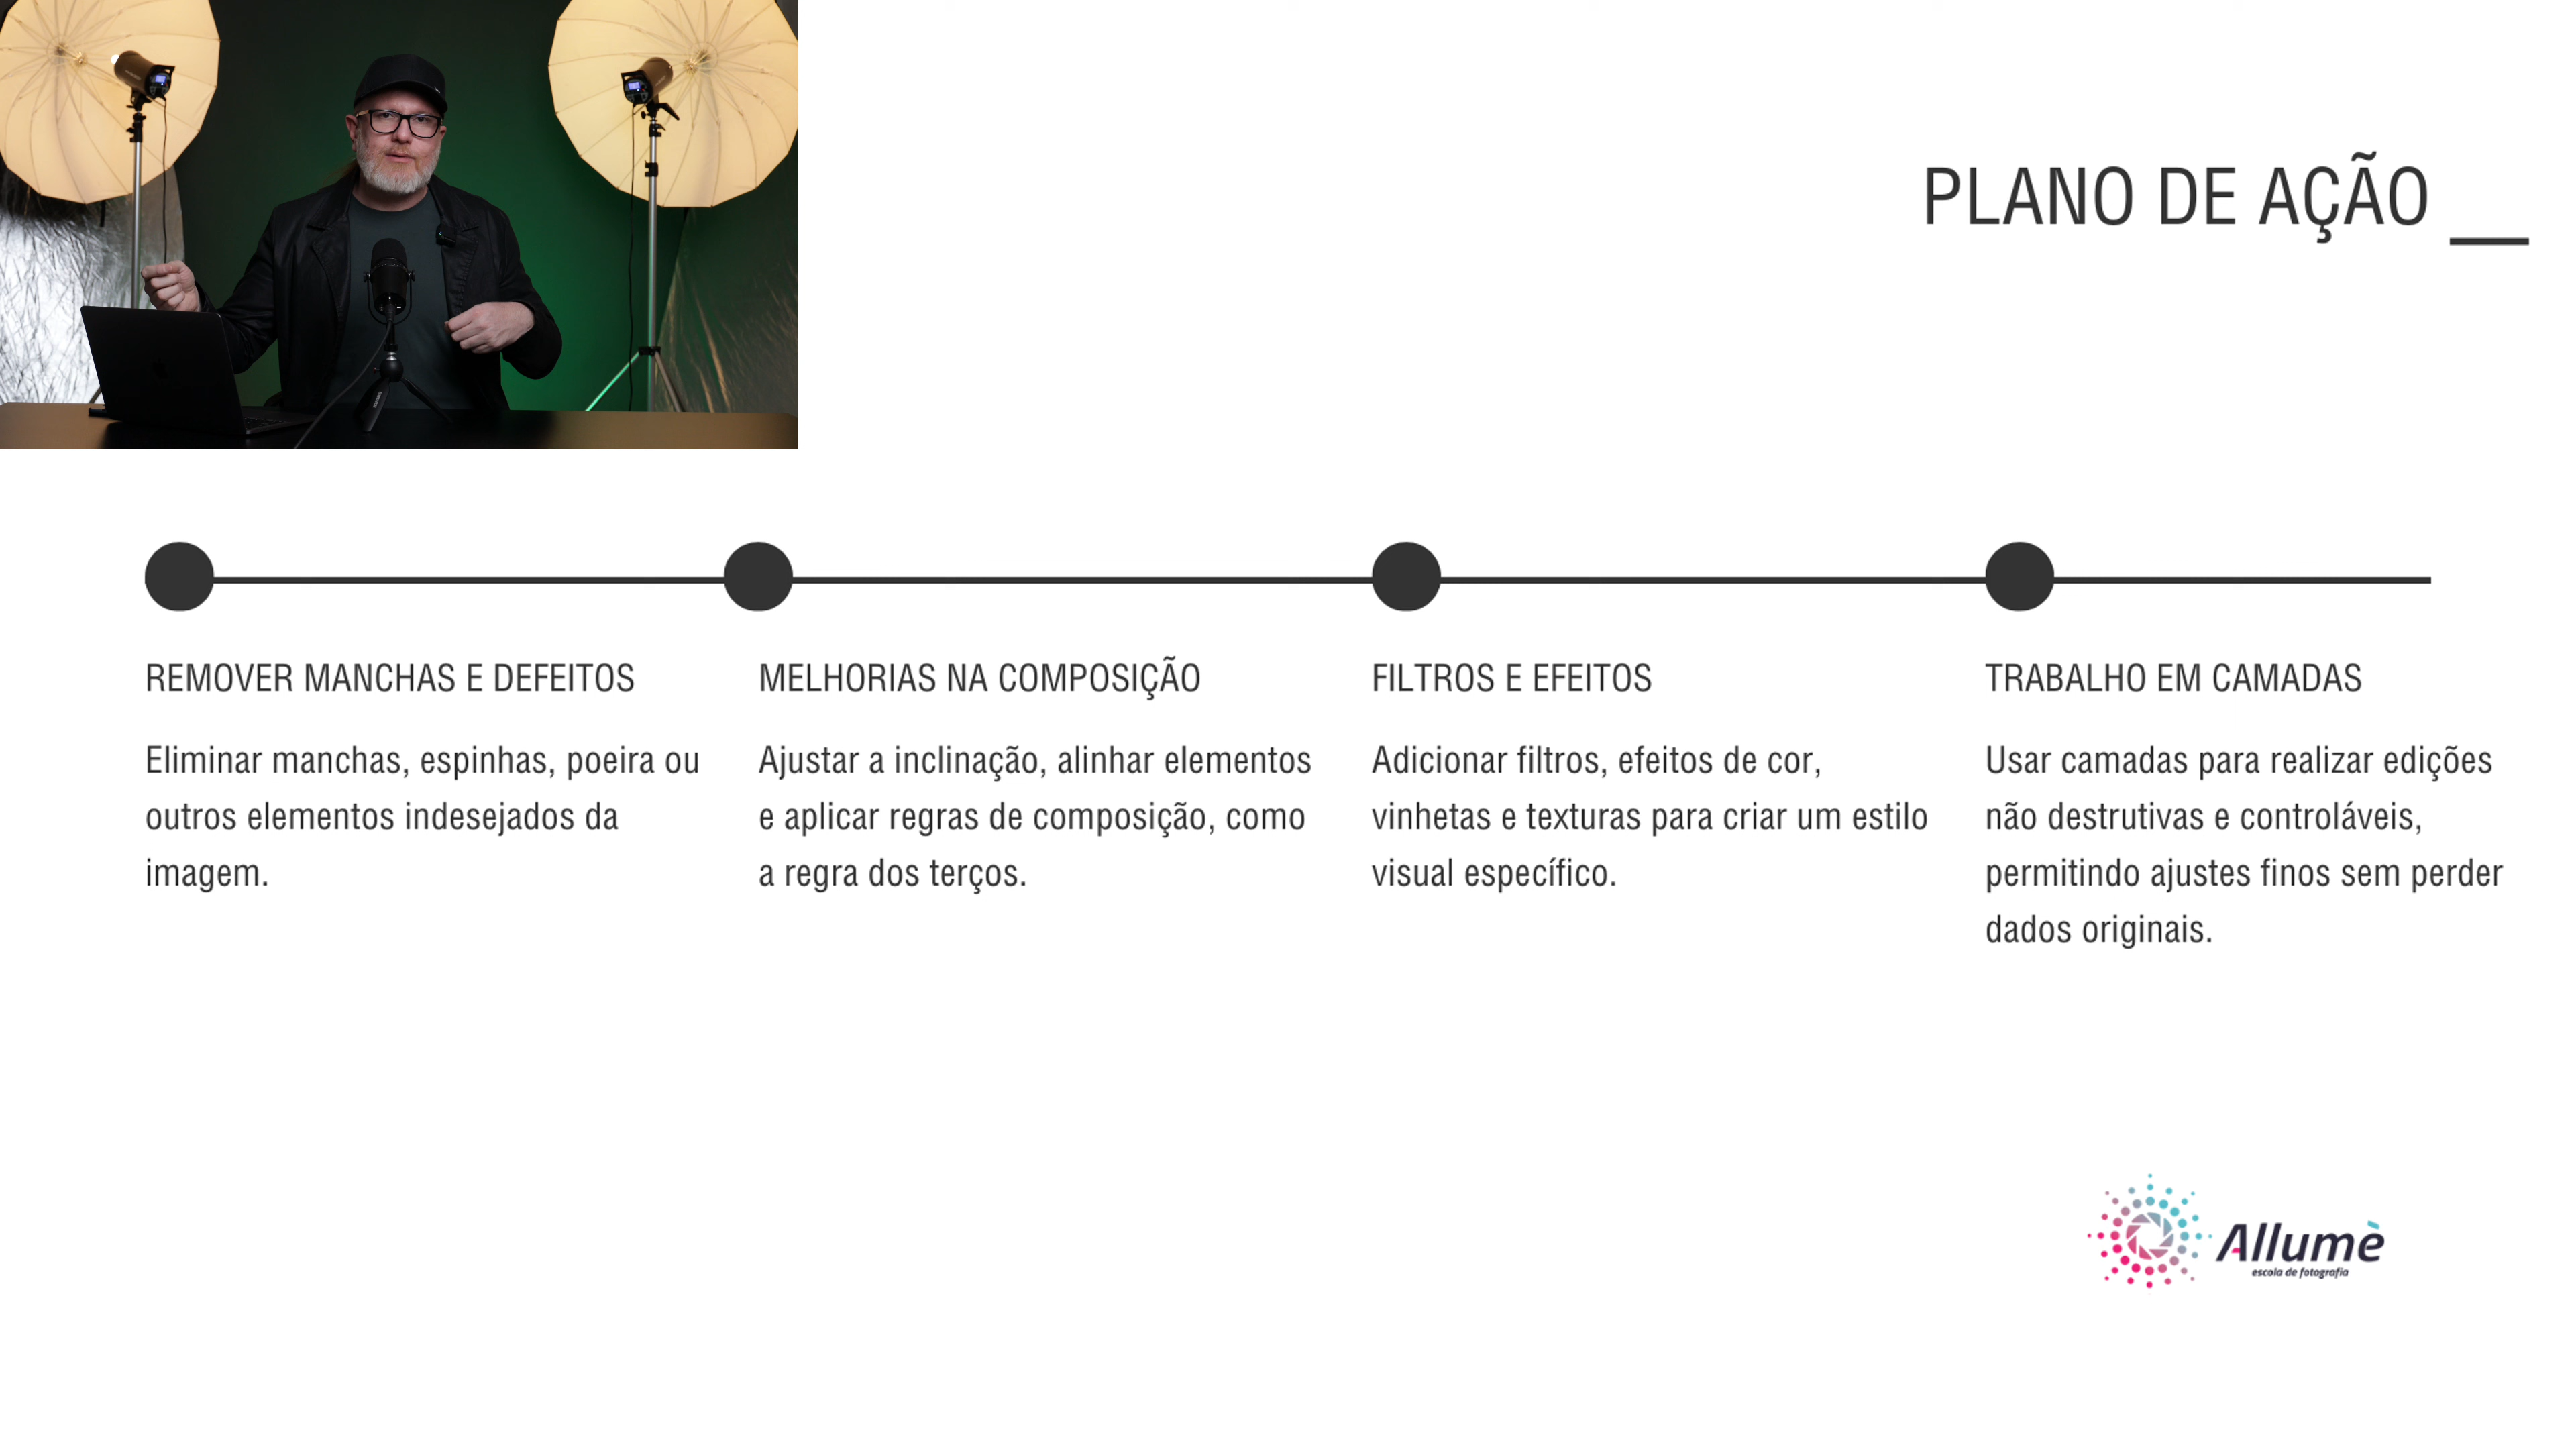 PLANO DE AÇÃO __
REMOVER MANCHAS E DEFEITOS
Eliminar manchas, espinhas, poeira ou
outros elementos indesejados da
imagem.
MELHORIAS NA COMPOSIÇÃO
Ajustar a inclinação, alinhar elementos
e aplicar regras de composição, como
a regra dos terços.
FILTROS E EFEITOS
Adicionar filtros, efeitos de cor,
vinhetas e texturas para criar um estilo
visual específico.
TRABALHO EM CAMADAS
Usar camadas para realizar edições
não destrutivas e controláveis,
permitindo ajustes finos sem perder
dados originais.
Allumè
escola de fotografia